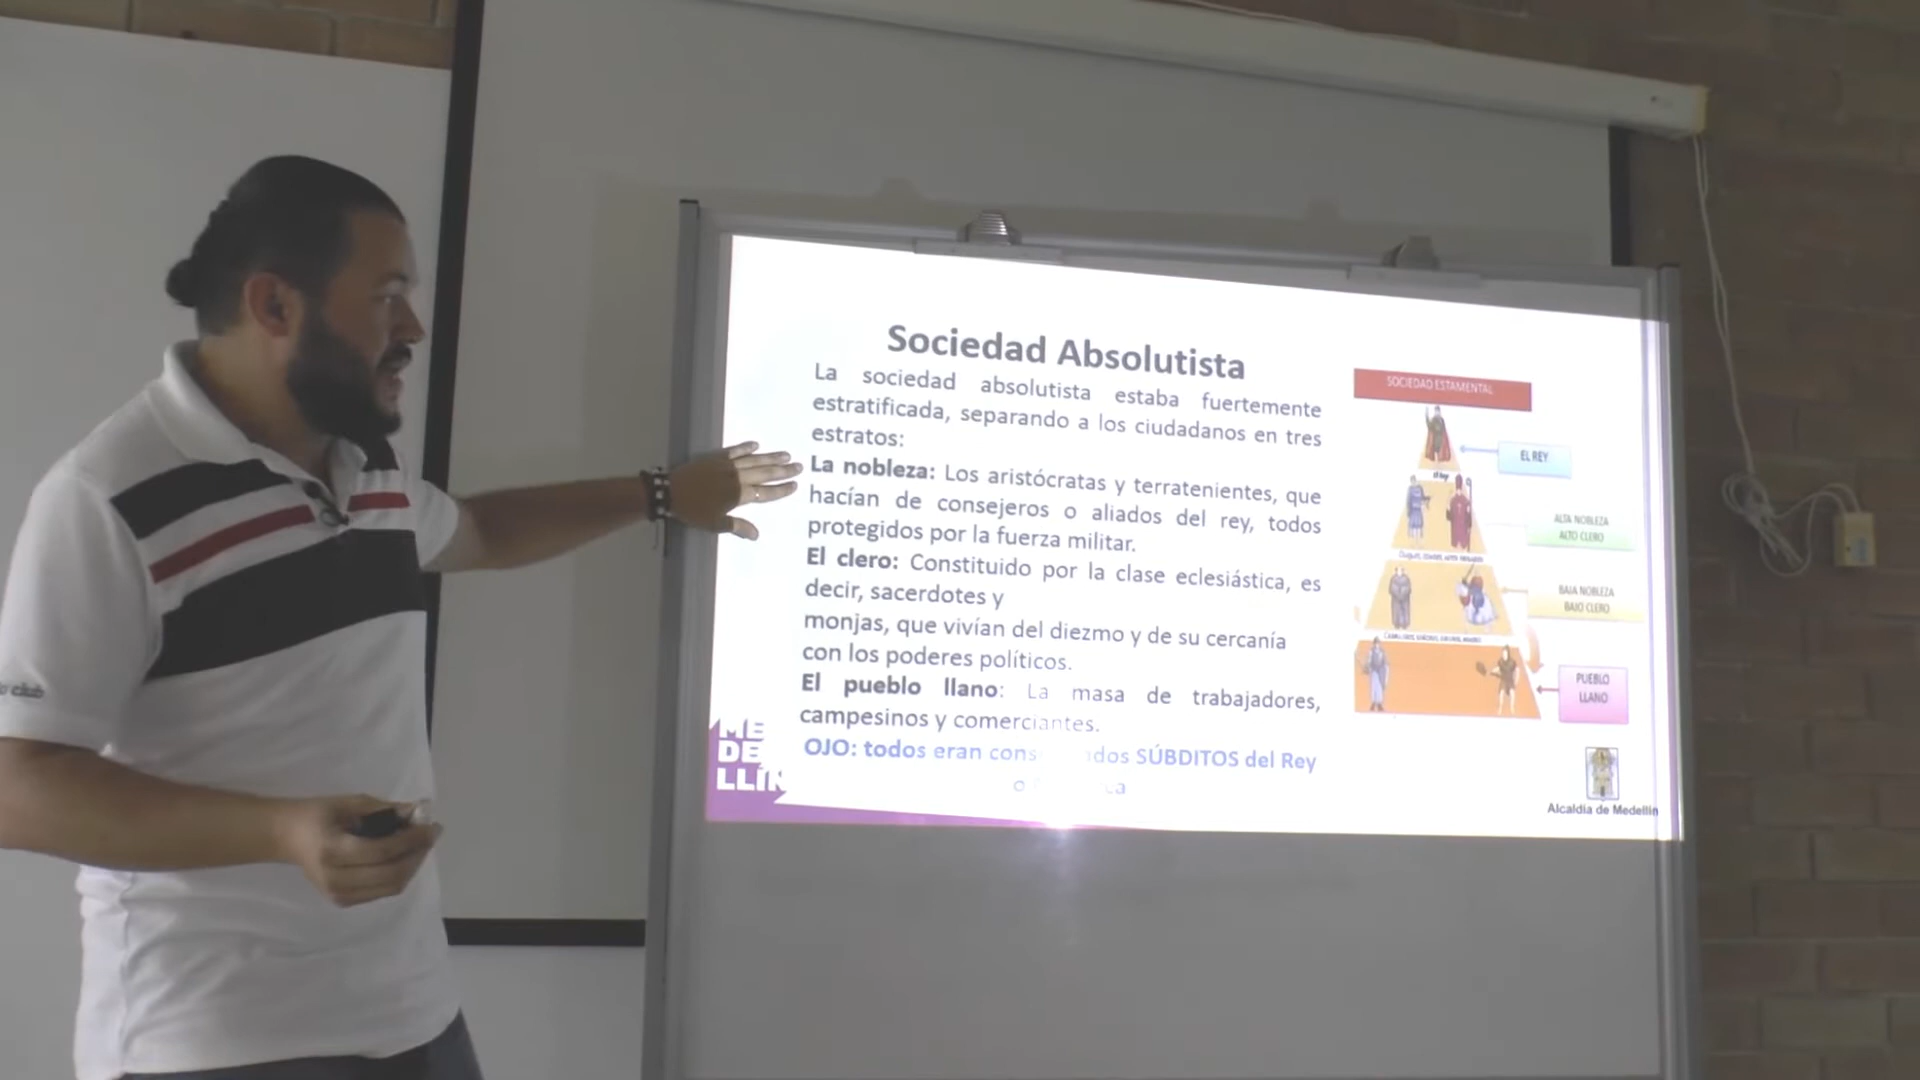 Sociedad Absolutista
La sociedad absolutista estaba fuertemente
estratificada, separando a los ciudadanos en tres
estratos:
La nobleza: Los aristócratas y terratenientes, que
hacían de consejeros o aliados del rey, todos
protegidos por la fuerza militar.
El clero: Constituido por la clase eclesiástica, es
decir, sacerdotes y
monjas, que vivían del diezmo y de su cercanía
con los poderes políticos.
El pueblo llano: La masa de trabajadores,
campesinos y comerciantes.
OJO: todos eran SÚBDITOS del Rey
SOCIEDAD ESTAMENTAL
EL REY
ALTA NOBLEZA
ALTO CLERO
BAJA NOBLEZA
BAJO CLERO
PUEBLO
LLANO
ME
DE
LLÍN
Alcaldía de Medellín
club